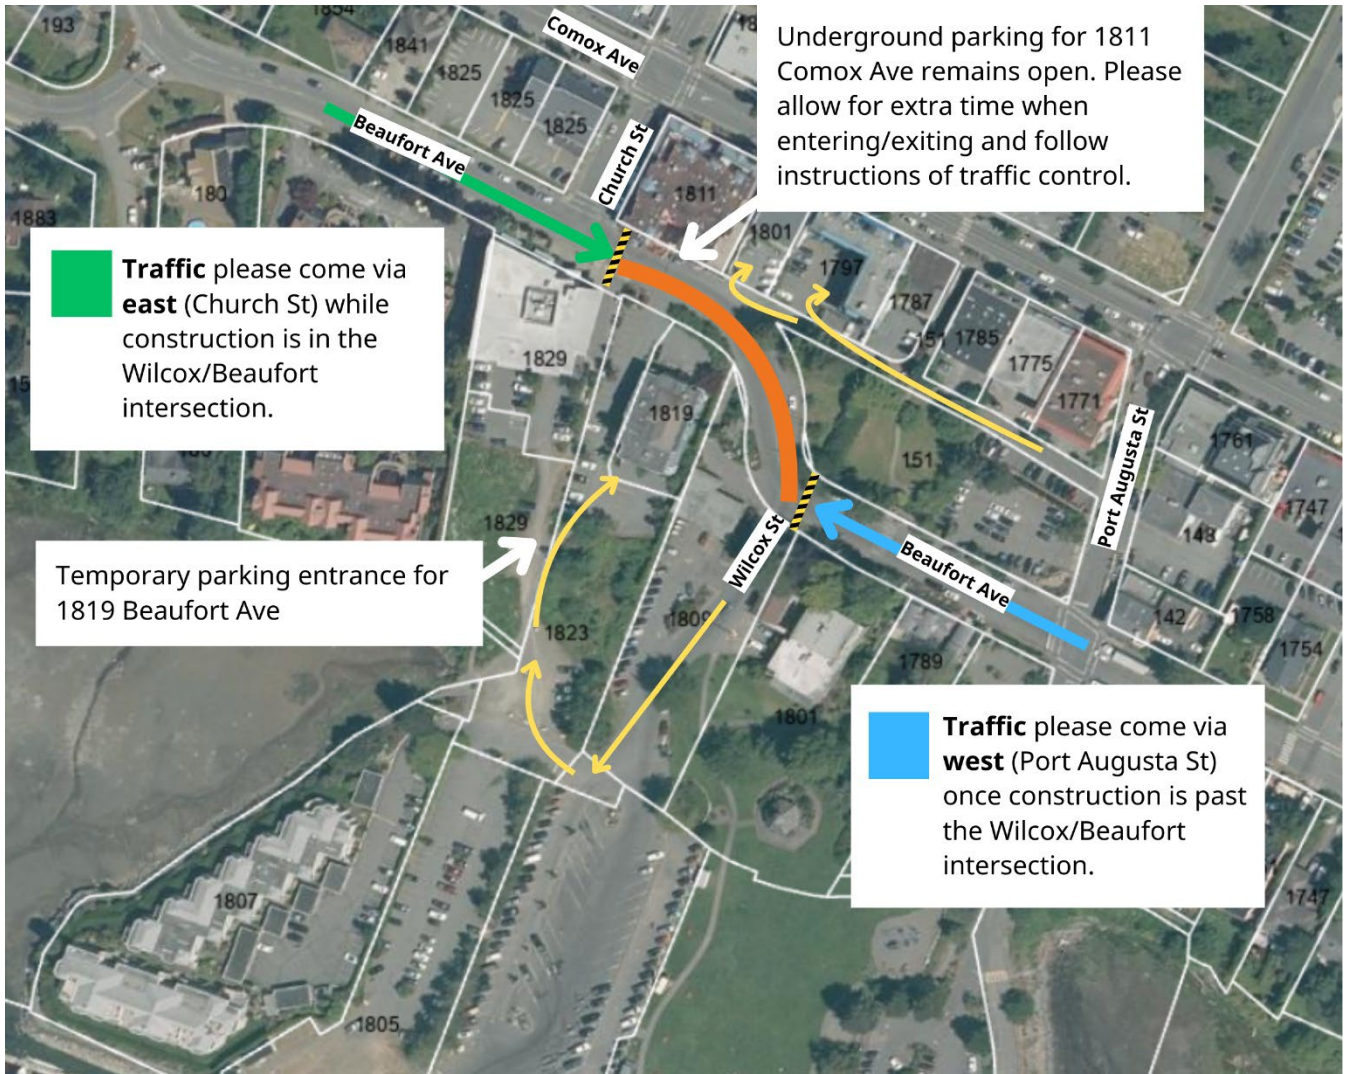 193
1854
1841
1825
1825
1825
Comox Ave
Underground parking for 1811
Comox Ave remains open. Please
allow for extra time when
entering/exiting and follow
instructions of traffic control.
Beaufort Ave
Church St
180
1811
1883
1801
1797
1787
151
1785
1775
1771
Traffic please come via
east (Church St) while
construction is in the
Wilcox/Beaufort
intersection.
1829
1819
151
Port Augusta St
1761
1747
148
1829
Wilcox St
Beaufort Ave
Temporary parking entrance for
1819 Beaufort Ave
1823
1809
142
1758
1754
1789
1801
Traffic please come via
west (Port Augusta St)
once construction is past
the Wilcox/Beaufort
intersection.
1807
1747
1805